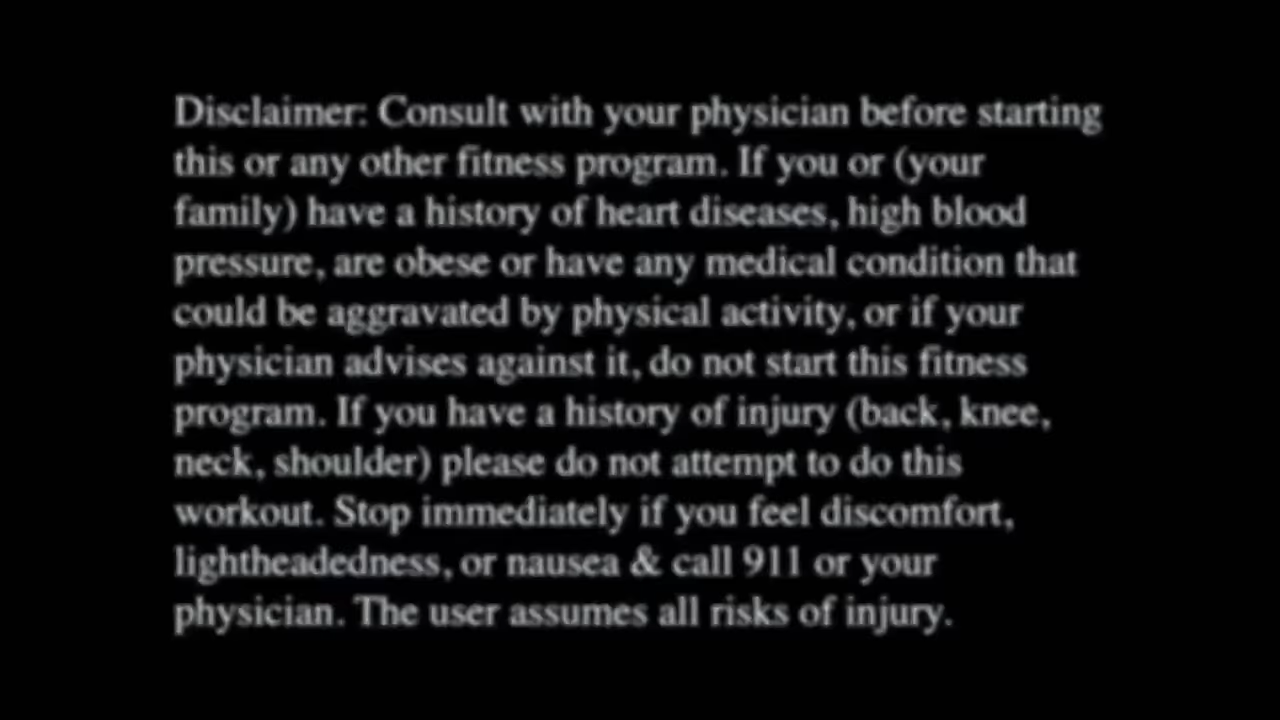 Disclaimer: Consult with your physician before starting
this or any other fitness program. If you or (your
family) have a history of heart diseases, high blood
pressure, are obese or have any medical condition that
could be aggravated by physical activity, or if your
physician advises against it, do not start this fitness
program. If you have a history of injury (back, knee,
neck, shoulder) please do not attempt to do this
workout. Stop immediately if you feel discomfort,
lightheadedness, or nausea & call 911 or your
physician. The user assumes all risks of injury.